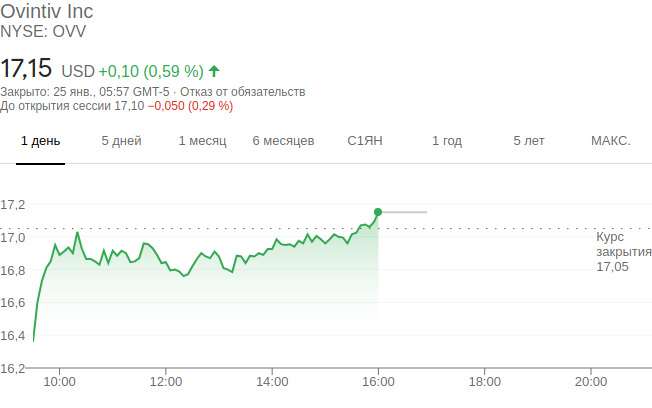 Ovintiv Inc
NYSE: OVV
17,15 USD +0,10 (0,59 %)
Закрыто: 25 янв., 05:57 GMT-5 · Отказ от обязательств
До открытия сессии 17,10 −0,050 (0,29 %)
1 день 5 дней 1 месяц 6 месяцев С1ЯН 1 год 5 лет МАКС.
17,2
17,0
16,8
16,6
16,4
16,2
Курс
закрытия
17,05
10:00 12:00 14:00 16:00 18:00 20:00